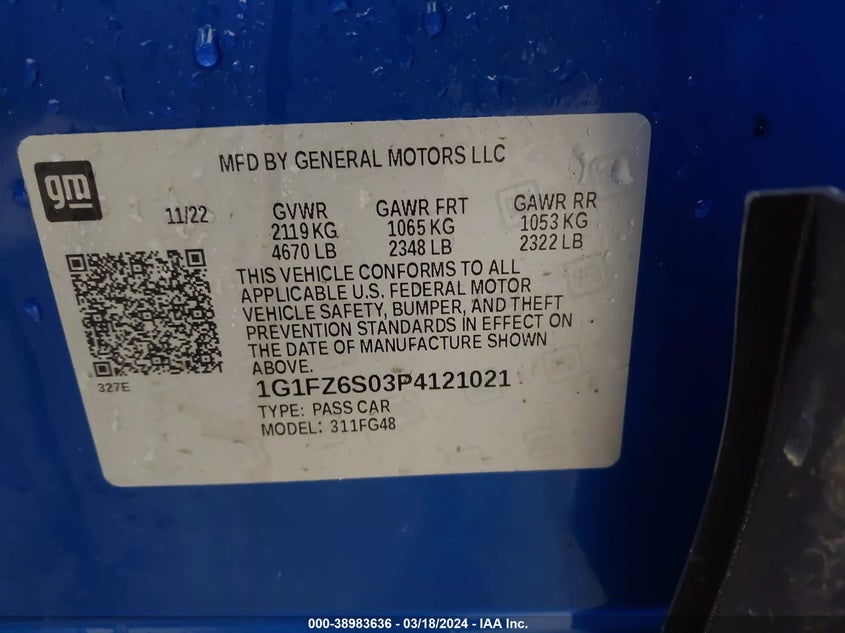 MFD BY GENERAL MOTORS LLC
gm
11/22
GVWR
2119 KG
4670 LB
GAWR FRT
1065 KG
2348 LB
GAWR RR
1053 KG
2322 LB
THIS VEHICLE CONFORMS TO ALL
APPLICABLE U.S. FEDERAL MOTOR
VEHICLE SAFETY, BUMPER, AND THEFT
PREVENTION STANDARDS IN EFFECT ON
THE DATE OF MANUFACTURE SHOWN
ABOVE.
327E
1G1FZ6S03P4121021
TYPE: PASS CAR
MODEL: 311FG48
000-38983636 - 03/18/2024 - IAA Inc.